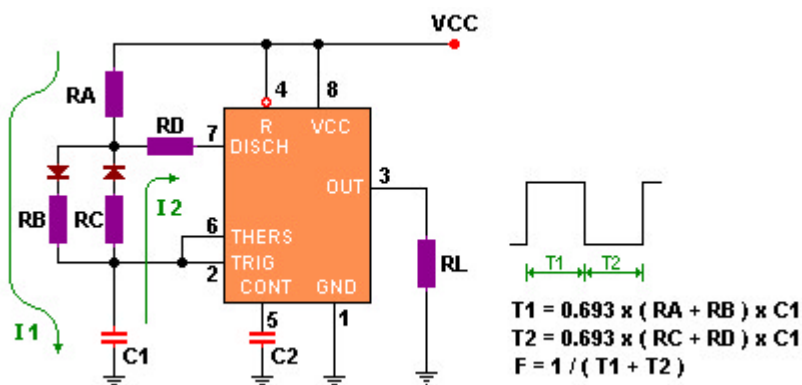 VCC
RA
4
8
RD
7
R
VCC
DISCH
3
OUT
I2
RB
RC
6
THERS
RL
2
TRIG
CONT
GND
T1
T2
5
1
I1
C1
C2
T1 = 0.693 x ( RA + RB ) x C1
T2 = 0.693 x ( RC + RD ) x C1
F = 1 / ( T1 + T2 )